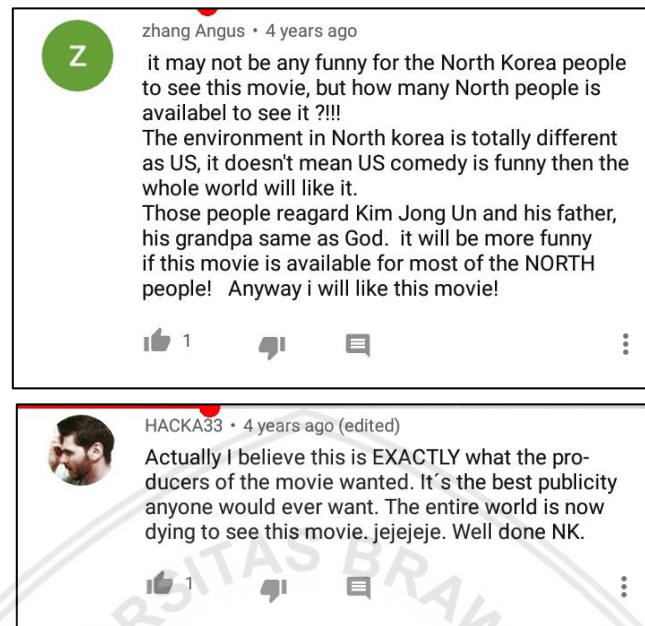 Z
zhang Angus • 4 years ago
it may not be any funny for the North Korea people
to see this movie, but how many North people is
availabel to see it ?!!!
The environment in North korea is totally different
as US, it doesn't mean US comedy is funny then the
whole world will like it.
Those people reagard Kim Jong Un and his father,
his grandpa same as God. it will be more funny
if this movie is available for most of the NORTH
people! Anyway i will like this movie!
1
HACKA33 • 4 years ago (edited)
Actually I believe this is EXACTLY what the pro-
ducers of the movie wanted. It´s the best publicity
anyone would ever want. The entire world is now
dying to see this movie. jejejeje. Well done NK.
1
SITAS BRAW